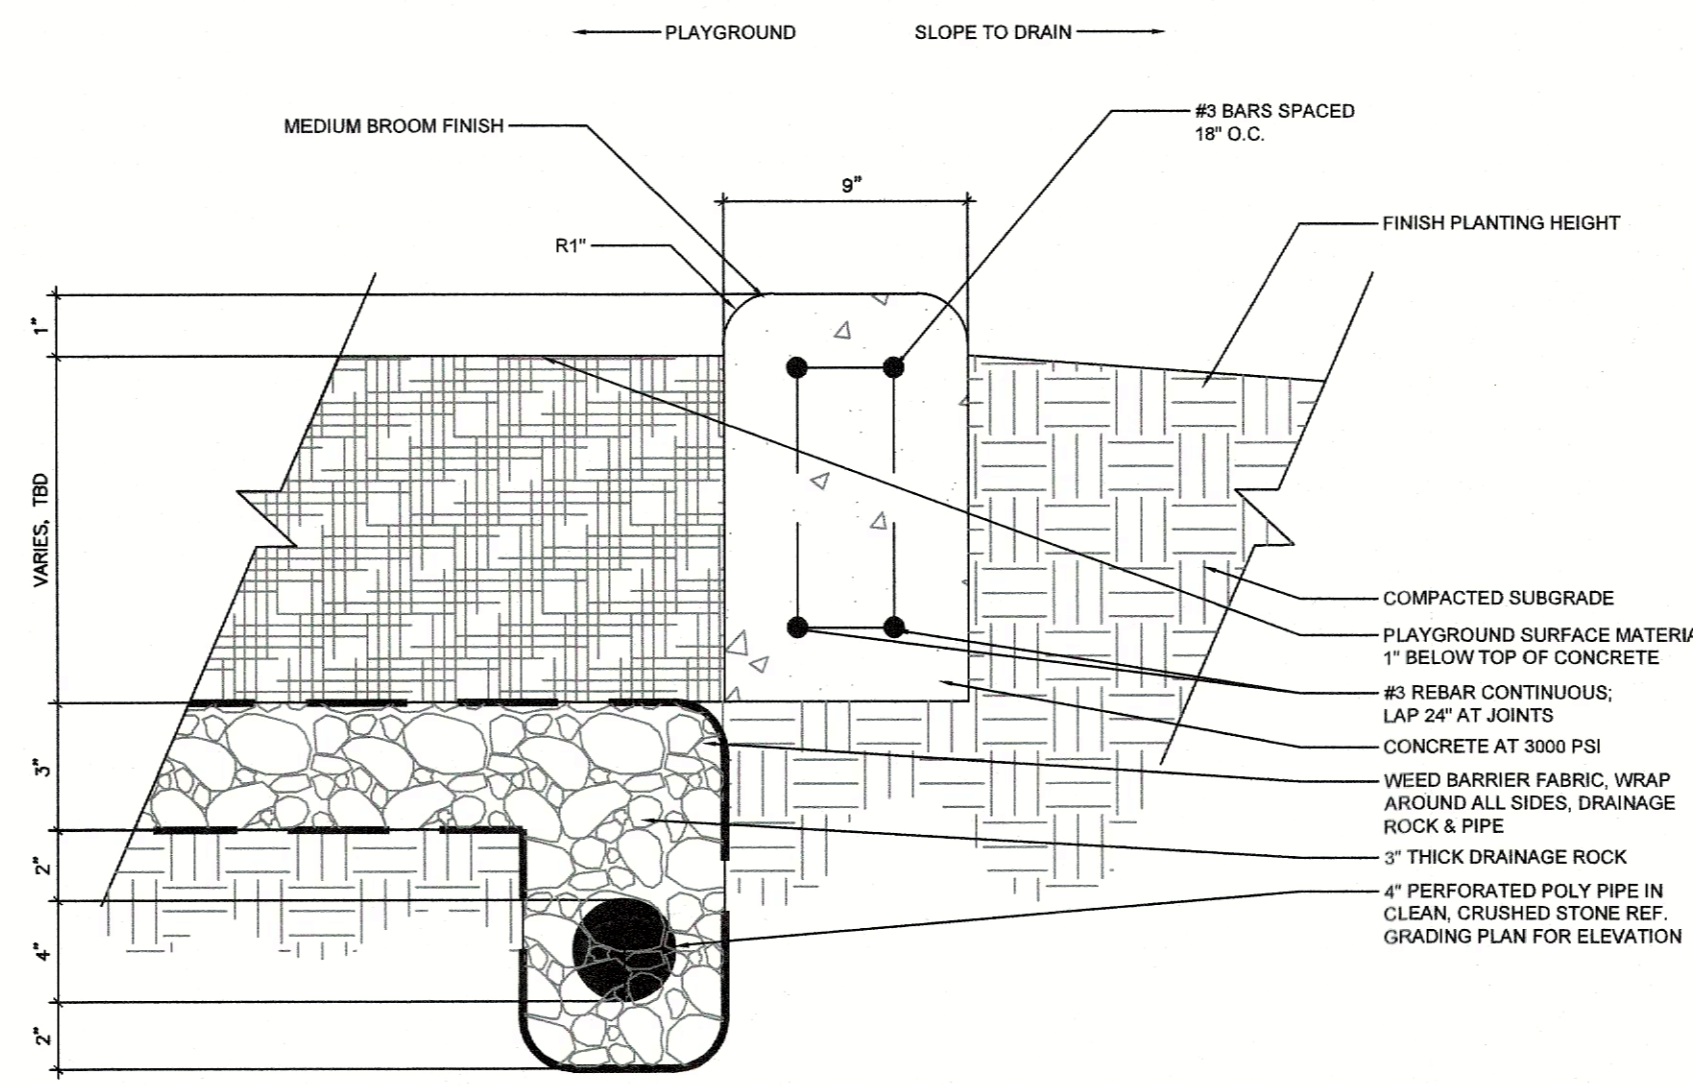 PLAYGROUND
SLOPE TO DRAIN
MEDIUM BROOM FINISH
#3 BARS SPACED
18" O.C.
9"
R1"
FINISH PLANTING HEIGHT
1"
VARIES, TBD
COMPACTED SUBGRADE
PLAYGROUND SURFACE MATERIA
1" BELOW TOP OF CONCRETE
#3 REBAR CONTINUOUS;
LAP 24" AT JOINTS
CONCRETE AT 3000 PSI
3"
WEED BARRIER FABRIC, WRAP
AROUND ALL SIDES, DRAINAGE
ROCK & PIPE
2"
3" THICK DRAINAGE ROCK
4" PERFORATED POLY PIPE IN
CLEAN, CRUSHED STONE REF.
GRADING PLAN FOR ELEVATION
4"
2"